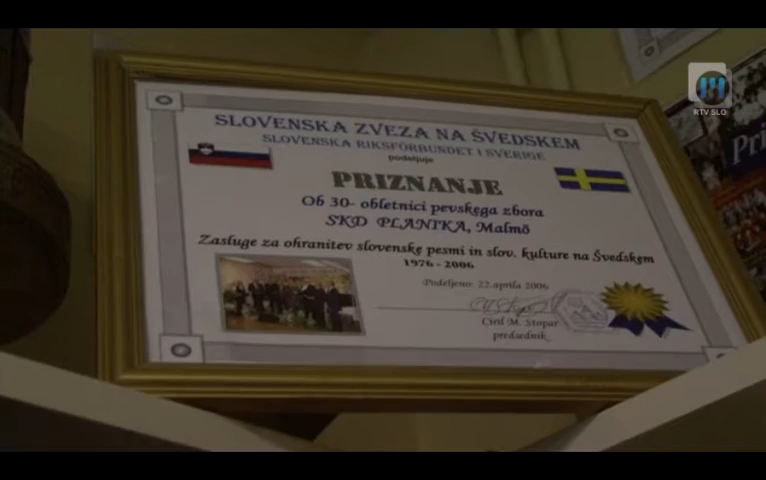 SLOVENSKA ZVEZA NA ŠVEDSKEM
SLOVENSKA RIKSFÖRBUNDET I SVERIGE
podeljuje
PRIZNANJE
Ob 30- obletnici pevskega zbora
SKD PLANIKA, Malmö
Zasluge za ohranitev slovenske pesmi in slov. kulture na Švedskem
1976 - 2006
Podeljeno: 22.aprila 2006
Ciril M. Stopar
predsednik
RTV SLO
Pri